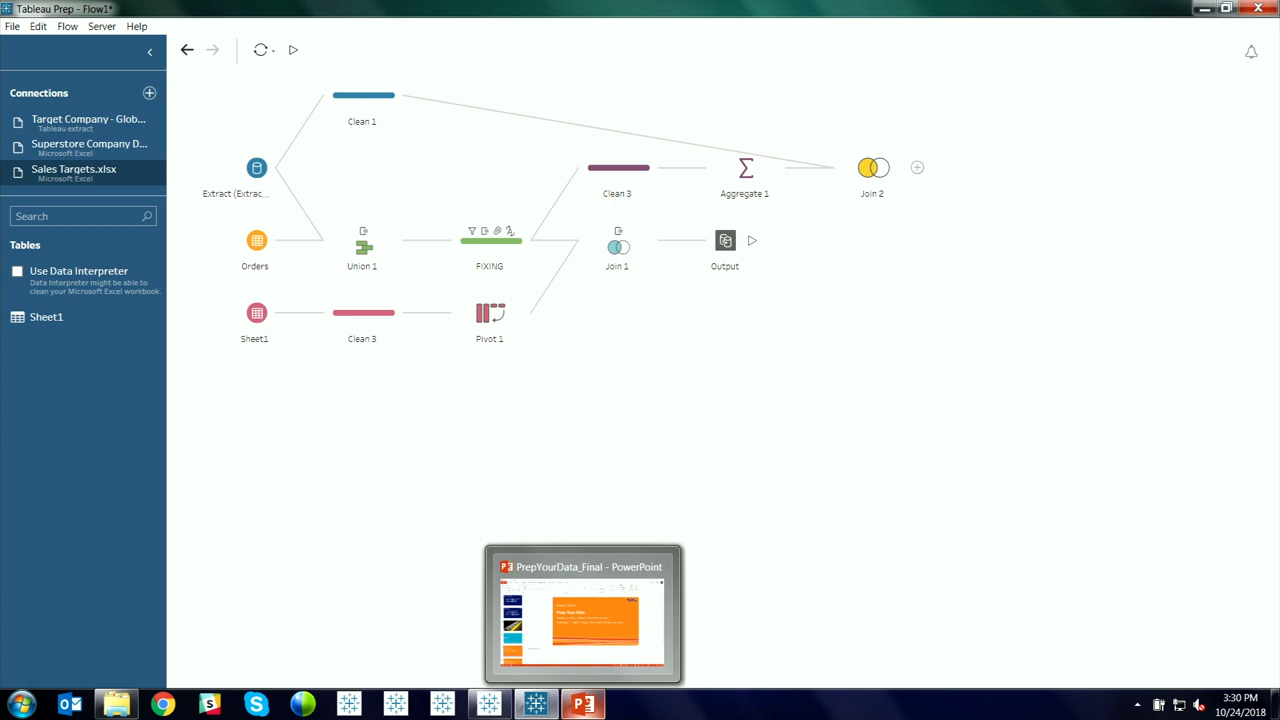 Tableau Prep - Flow1*
File Edit Flow Server Help
Connections
Target Company - Glob...
Tableau extract
Superstore Company D...
Microsoft Excel
Sales Targets.xlsx
Microsoft Excel
Search
Tables
Use Data Interpreter
Data Interpreter might be able to
clean your Microsoft Excel workbook.
Sheet1
Clean 1
Extract (Extrac...
Clean 3
Aggregate 1
Join 2
Orders
Union 1
FIXING
Join 1
Output
Sheet1
Clean 3
Pivot 1
PrepYourData_Final - PowerPoint
Prep Your Data
3:30 PM
10/24/2018